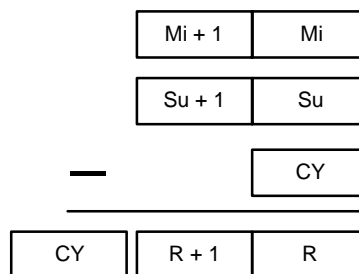 Mi + 1 Mi
Su + 1 Su
— CY
CY R + 1 R